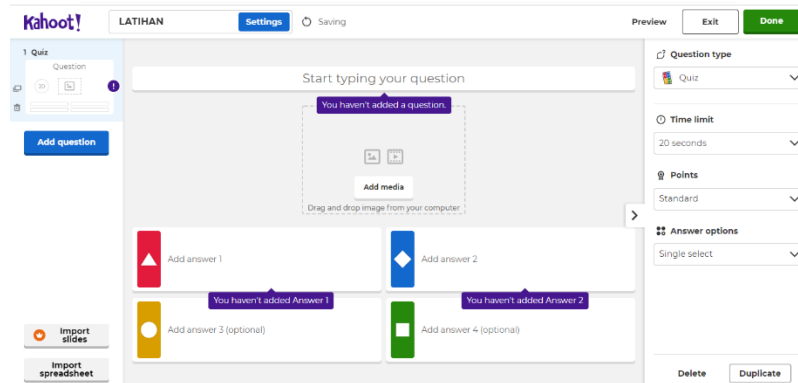 Kahoot!
LATIHAN
Settings
Saving
Preview
Exit
Done
1 Quiz
Question
20
Add question
Import slides
Import spreadsheet
Start typing your question
You haven't added a question.
Add media
Drag and drop image from your computer
Add answer 1
Add answer 2
You haven't added Answer 1
You haven't added Answer 2
Add answer 3 (optional)
Add answer 4 (optional)
Question type
Quiz
Time limit
20 seconds
Points
Standard
Answer options
Single select
Delete
Duplicate